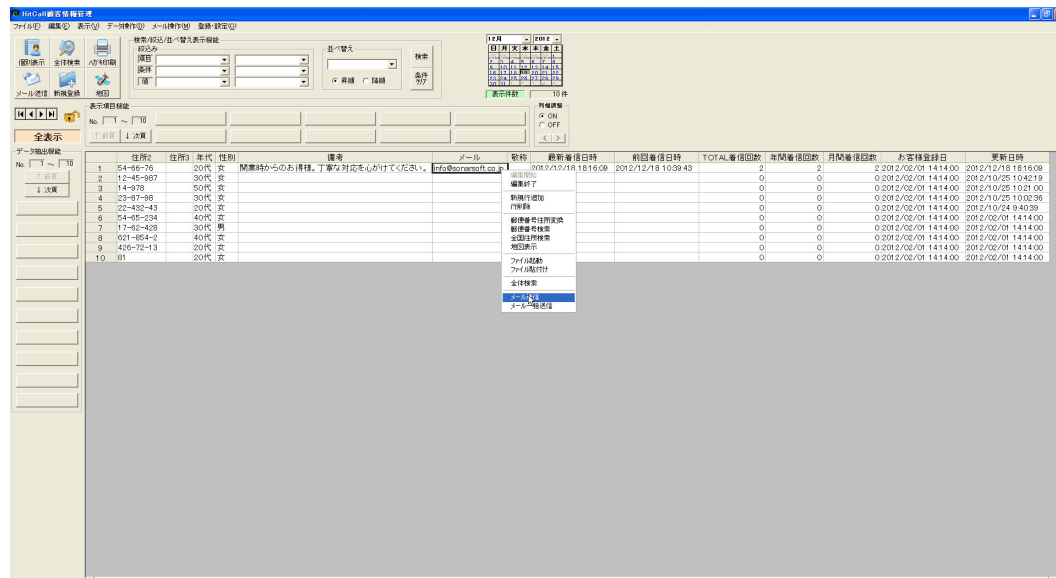 HitCall顧客情報管理
ファイル(F) 編集(E) 表示(V) データ操作(D) メール操作(M) 登録・設定(O)
個別表示 全体検索 ハガキ印刷
メール送信 新規登録 地図
検索/絞込/並べ替え表示機能
絞込み
項目
条件
値
並べ替え
昇順 降順
検索
条件クリア
12月 2012
日 月 火 水 木 金 土
表示件数 10 件
全表示
表示項目機能
No. 1 ～ 10
↑ 前頁 ↓ 次頁
列幅調整
ON
OFF
< >
データ抽出機能
No. 1 ～ 10
↑ 前頁
↓ 次頁
住所2 住所3 年代 性別 備考 メール 敬称 最新着信日時 前回着信日時 TOTAL着信回数 年間着信回数 月間着信回数 お客様登録日 更新日時
1 54-66-76 20代 女 開業時からのお得様。丁寧な対応を心がけてください。 info@sonarsoft.co.jp 2012/12/18 18:16:09 2012/12/18 10:39:43 2 2 2 2012/02/01 14:14:00 2012/12/18 18:16:09
2 12-45-987 30代 女 0 0 0 2012/02/01 14:14:00 2012/10/25 10:42:19
3 14-978 50代 女 0 0 0 2012/02/01 14:14:00 2012/10/25 10:21:00
4 23-87-98 30代 女 0 0 0 2012/02/01 14:14:00 2012/10/25 10:02:36
5 22-432-43 20代 女 0 0 0 2012/02/01 14:14:00 2012/10/24 9:40:39
6 54-65-234 40代 女 0 0 0 2012/02/01 14:14:00 2012/02/01 14:14:00
7 17-62-428 30代 男 0 0 0 2012/02/01 14:14:00 2012/02/01 14:14:00
8 621-854-2 40代 女 0 0 0 2012/02/01 14:14:00 2012/02/01 14:14:00
9 426-72-13 20代 女 0 0 0 2012/02/01 14:14:00 2012/02/01 14:14:00
10 81 20代 女 0 0 0 2012/02/01 14:14:00 2012/02/01 14:14:00
編集開始
編集終了
新規行追加
行削除
郵便番号住所変換
郵便番号検索
全国住所検索
地図表示
ファイル起動
ファイル貼付け
全体検索
メール送信
メール一括送信